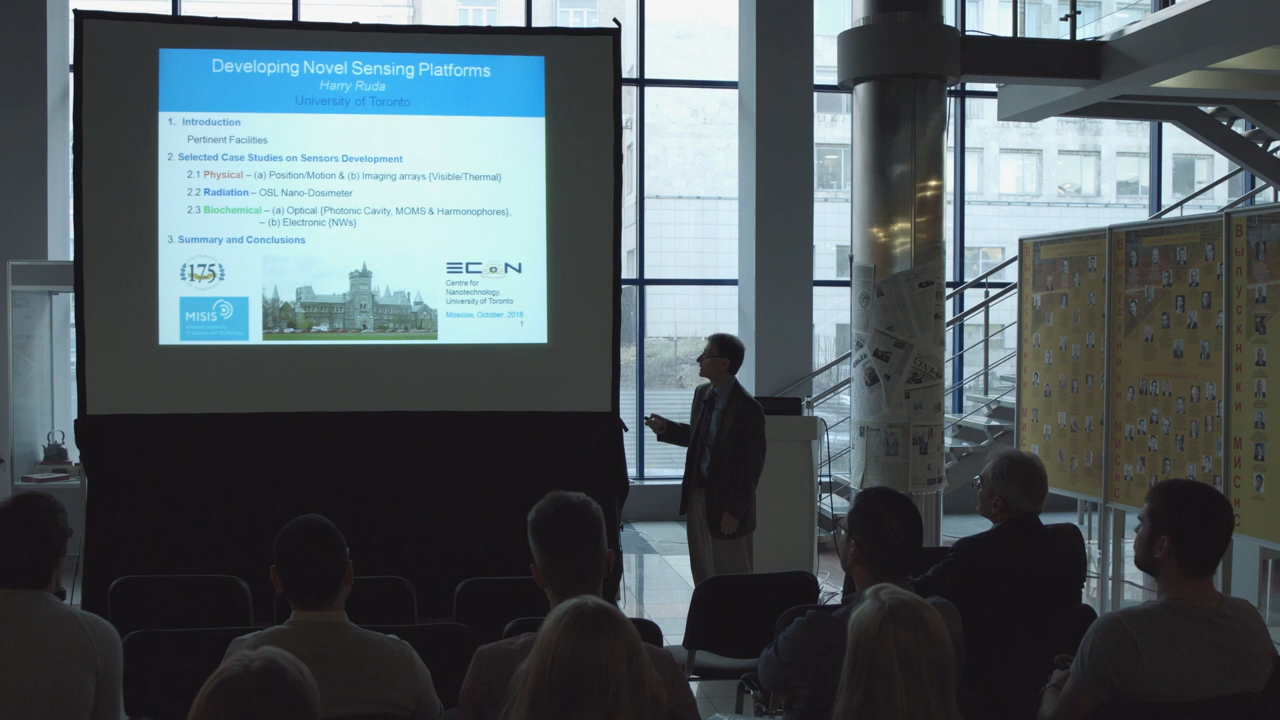 Developing Novel Sensing Platforms
Harry Ruda
University of Toronto
1. Introduction
Pertinent Facilities
2. Selected Case Studies on Sensors Development
2.1 Physical – (a) Position/Motion & (b) Imaging arrays {Visible/Thermal}
2.2 Radiation – OSL Nano-Dosimeter
2.3 Biochemical – (a) Optical {Photonic Cavity, MOMS & Harmonophores},
– (b) Electronic {NWs}
3. Summary and Conclusions
175
MISIS
ECON
Centre for
Nanotechnology,
University of Toronto
Moscow, October, 2018
1
ВЫПУСКНИКИ МИСиС